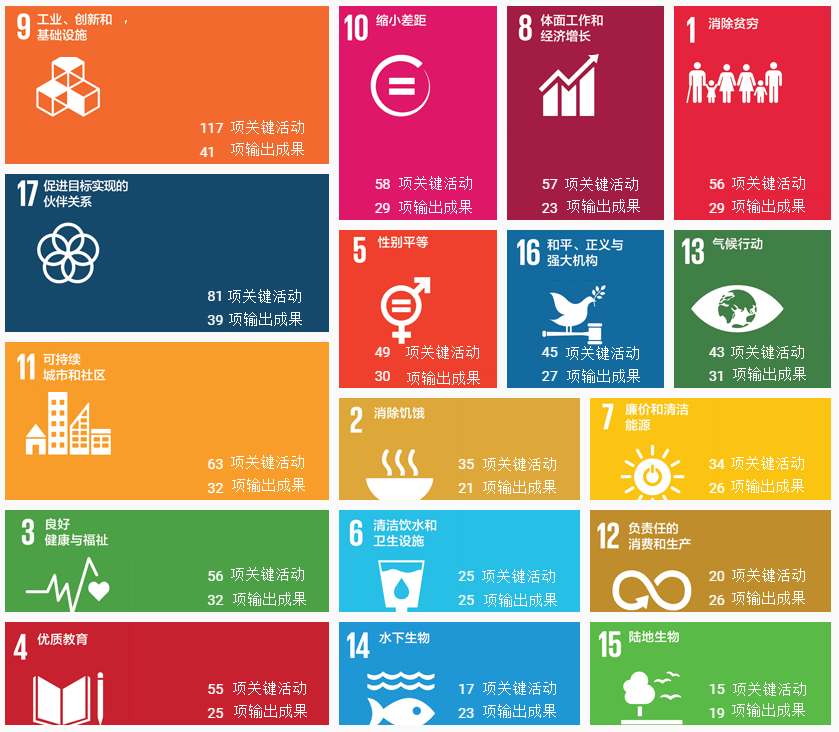 9 工业、创新和 ，
基础设施
117 项关键活动
41 项输出成果
10 缩小差距
58 项关键活动
29 项输出成果
8 体面工作和
经济增长
57 项关键活动
23 项输出成果
1 消除贫穷
56 项关键活动
29 项输出成果
17 促进目标实现的
伙伴关系
81 项关键活动
39 项输出成果
5 性别平等
49 项关键活动
30 项输出成果
16 和平、正义与
强大机构
45 项关键活动
27 项输出成果
13 气候行动
43 项关键活动
31 项输出成果
11 可持续
城市和社区
63 项关键活动
32 项输出成果
2 消除饥饿
35 项关键活动
21 项输出成果
7 廉价和清洁
能源
34 项关键活动
26 项输出成果
3 良好
健康与福祉
56 项关键活动
32 项输出成果
6 清洁饮水和
卫生设施
25 项关键活动
25 项输出成果
12 负责任的
消费和生产
20 项关键活动
26 项输出成果
4 优质教育
55 项关键活动
25 项输出成果
14 水下生物
17 项关键活动
23 项输出成果
15 陆地生物
15 项关键活动
19 项输出成果